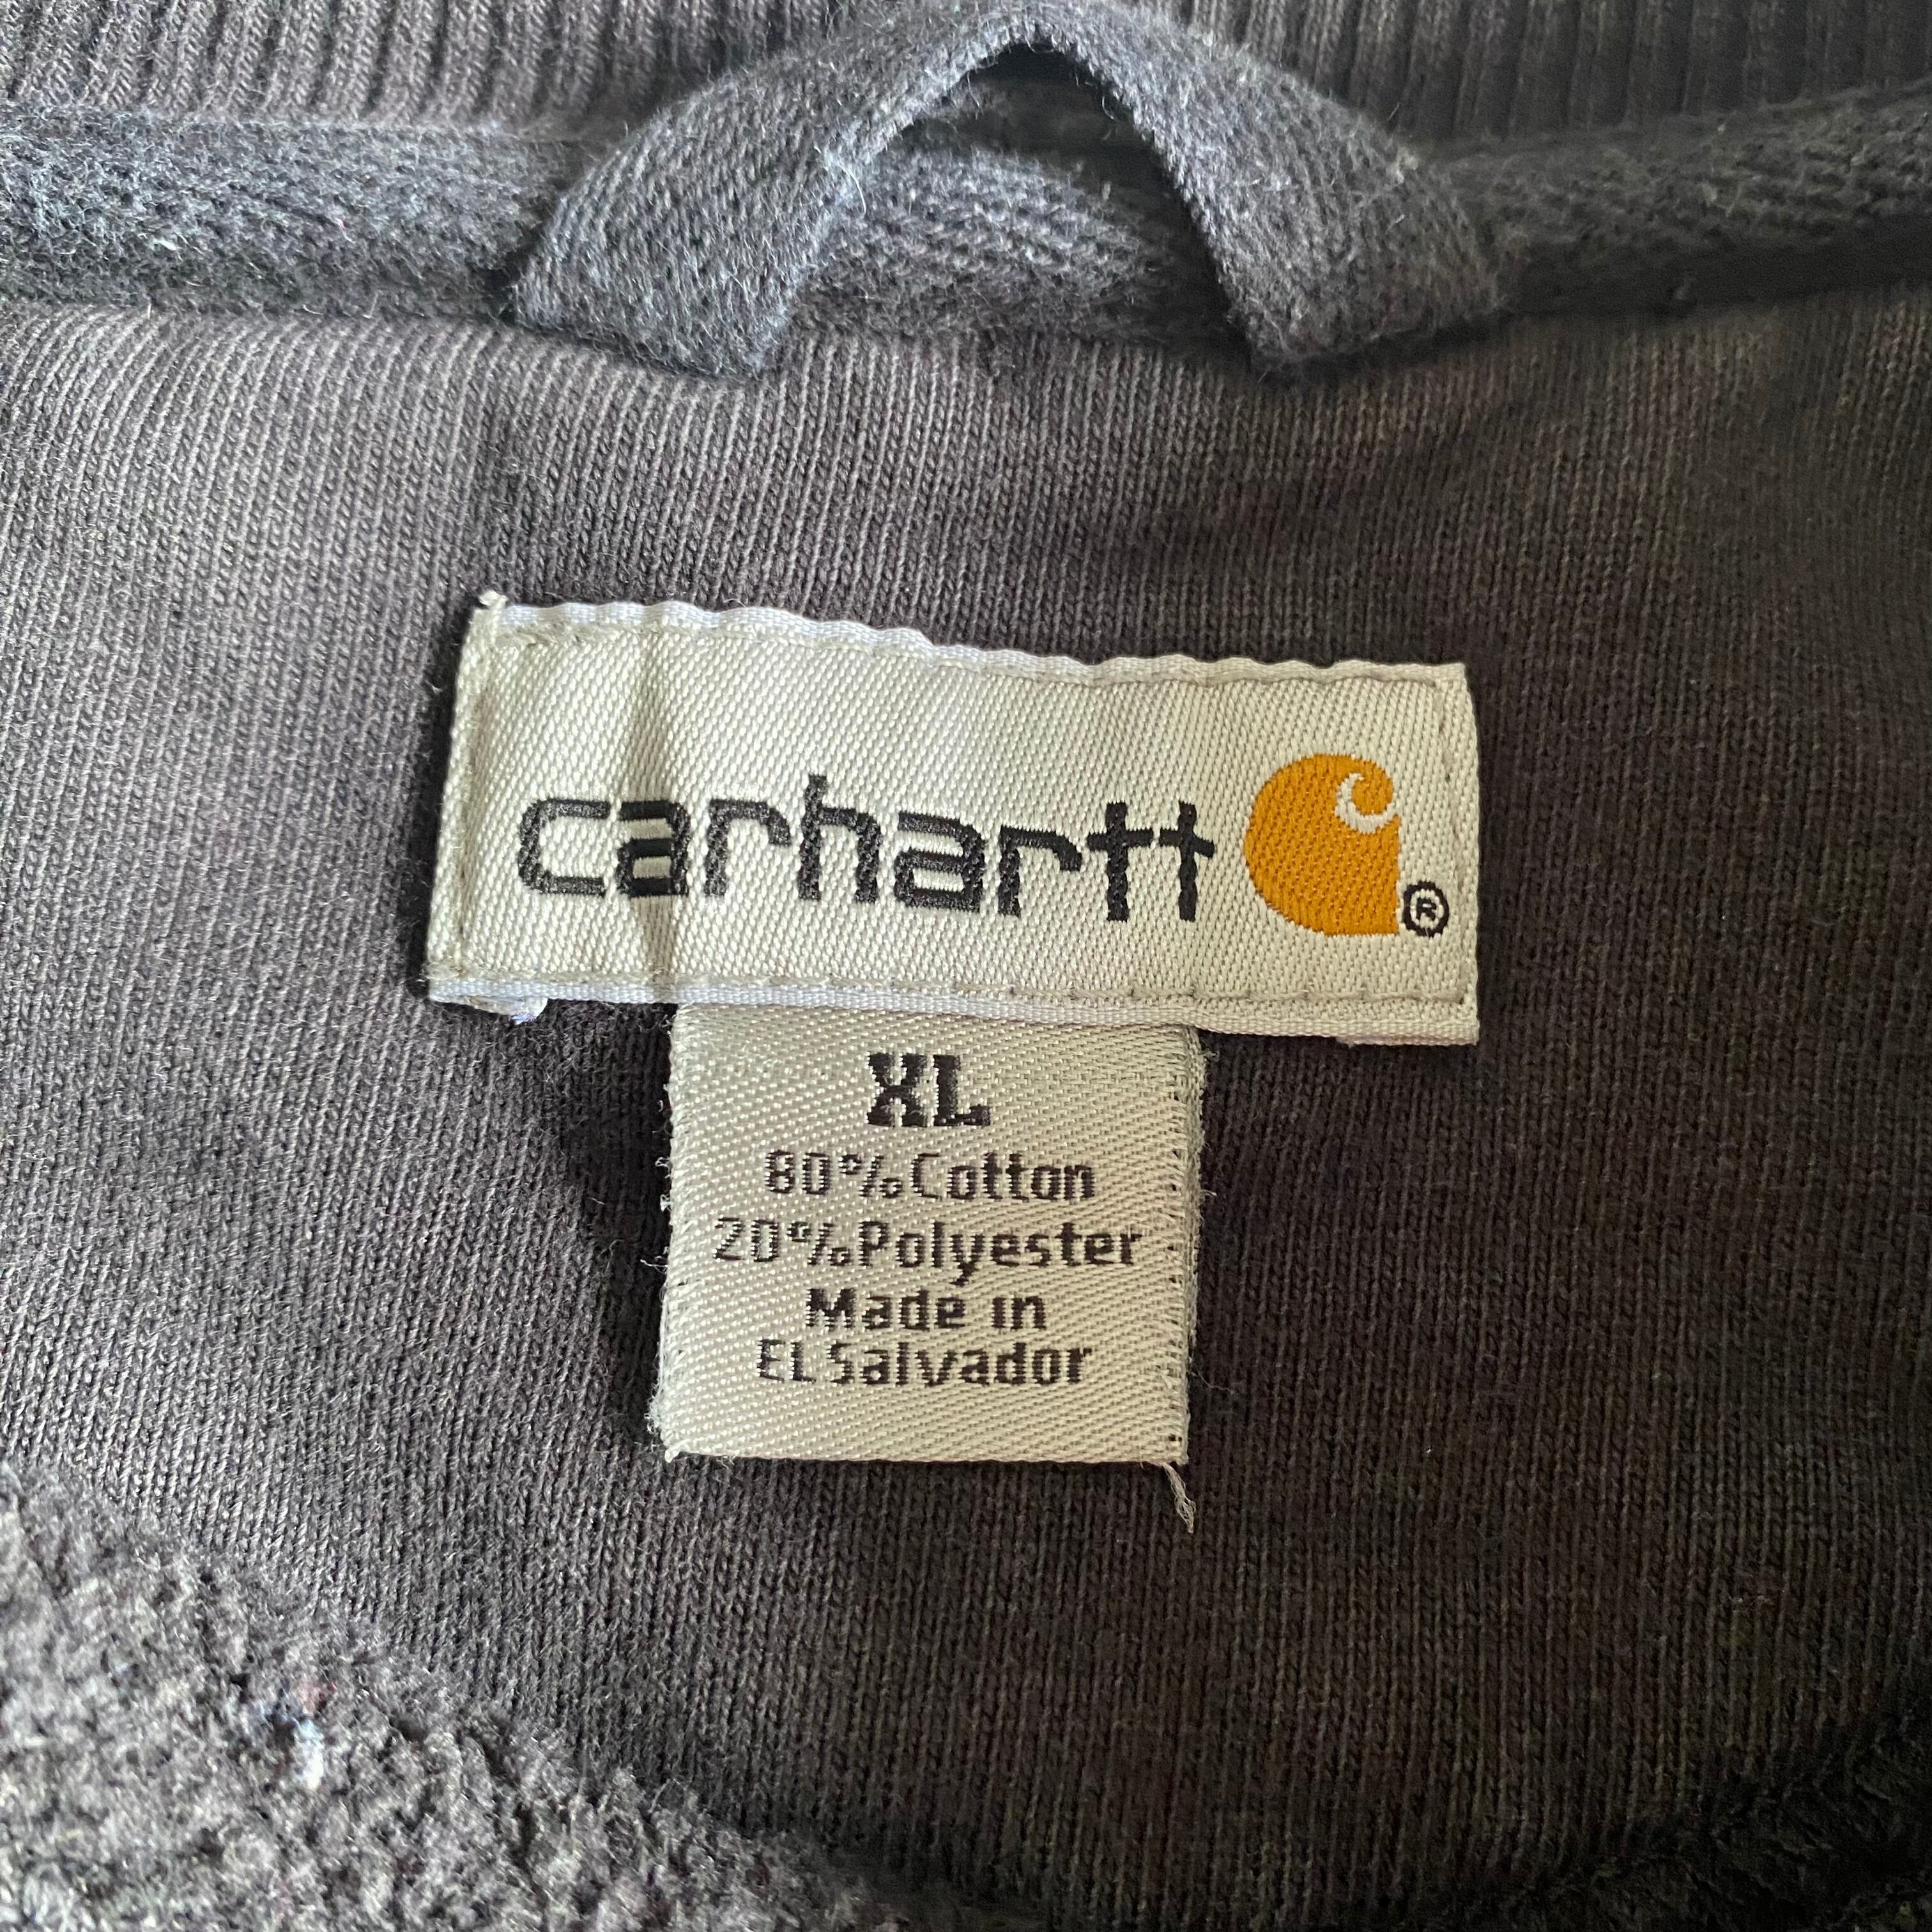 carhartt ®
XL
80% Cotton
20% Polyester
Made in
EL Salvador